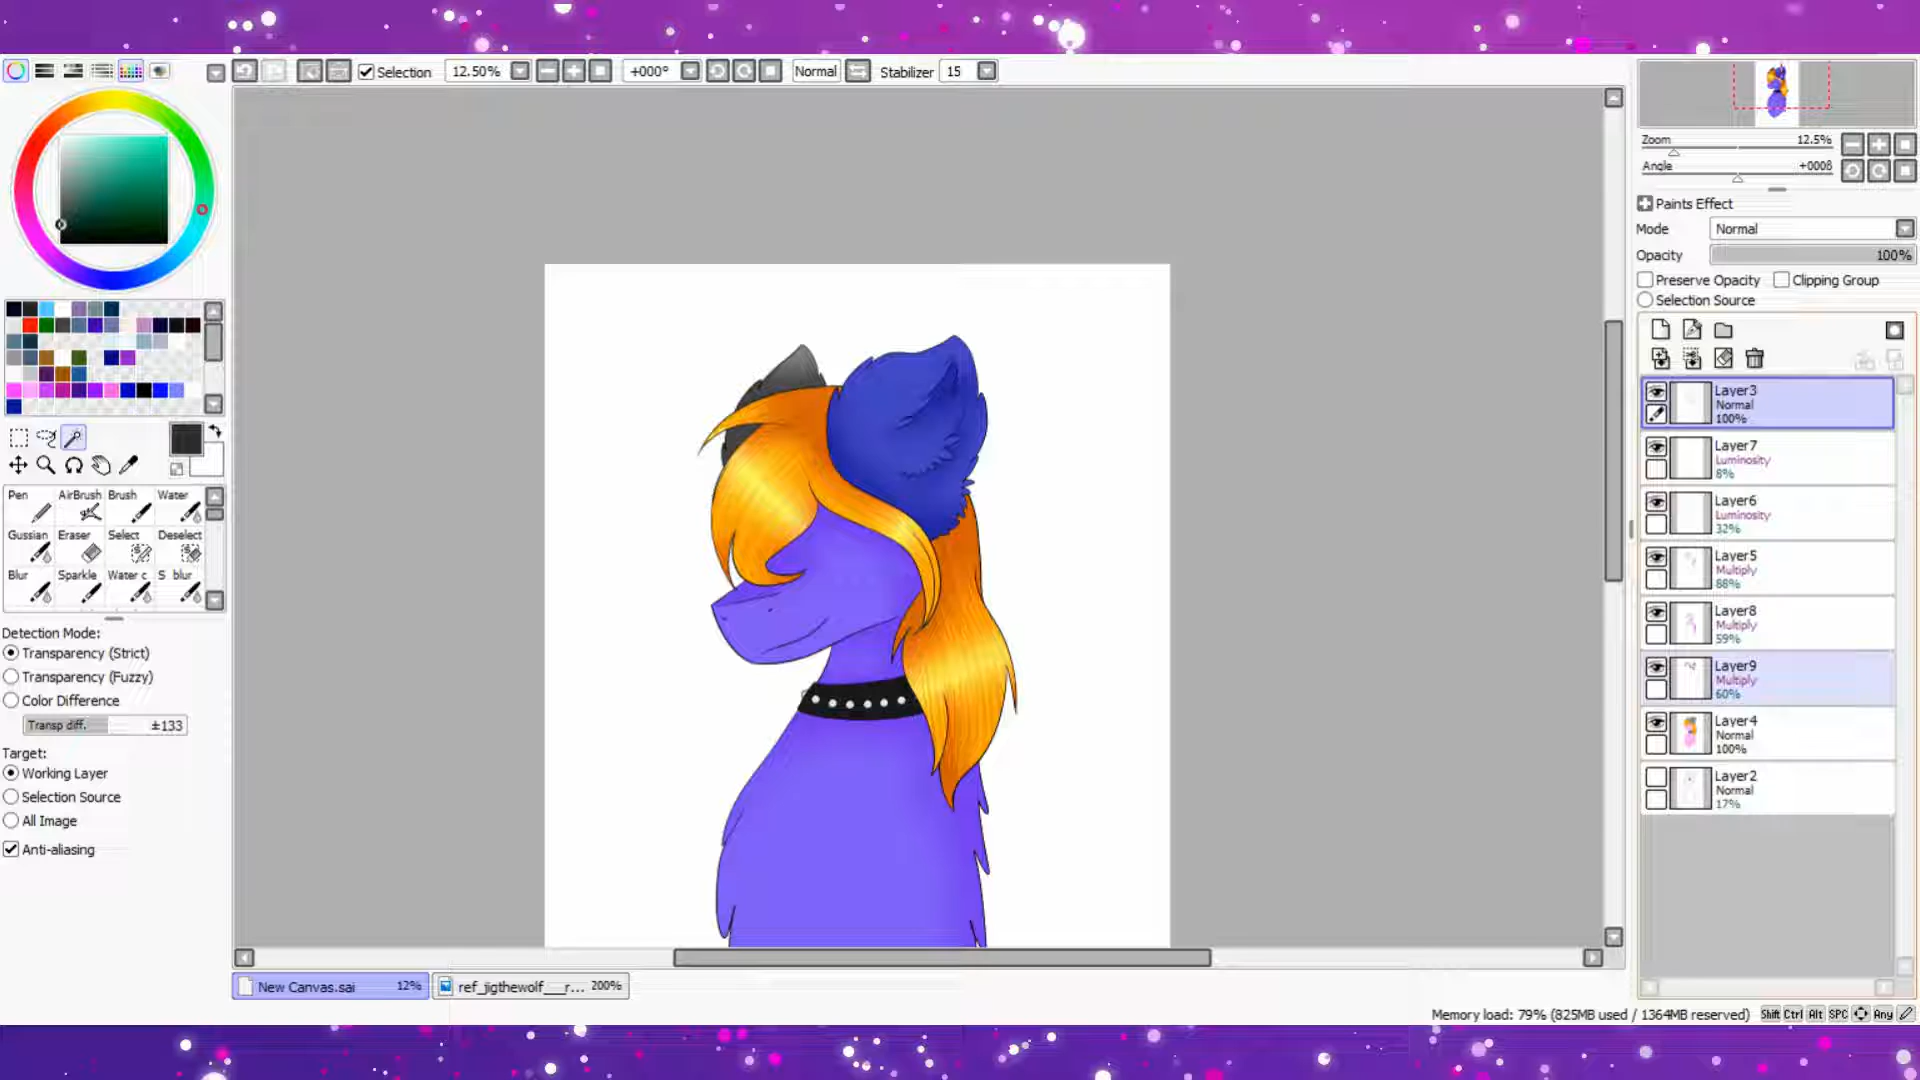 Selection 12.50% +000° Normal Stabilizer 15
Zoom 12.5%
Angle +000ß
Paints Effect
Mode Normal
Opacity 100%
Preserve Opacity Clipping Group
Selection Source
Layer3
Normal
100%
Layer7
Luminosity
8%
Layer6
Luminosity
32%
Layer5
Multiply
88%
Layer8
Multiply
59%
Layer9
Multiply
60%
Layer4
Normal
100%
Layer2
Normal
17%
Pen AirBrush Brush Water
Gussian Eraser Select Deselect
Blur Sparkle Water c S blur
Detection Mode:
Transparency (Strict)
Transparency (Fuzzy)
Color Difference
Transp diff. ±133
Target:
Working Layer
Selection Source
All Image
Anti-aliasing
New Canvas.sai 12% ref_jigthewolf___r... 200%
Memory load: 79% (825MB used / 1364MB reserved) Shift Ctrl Alt SPC Any